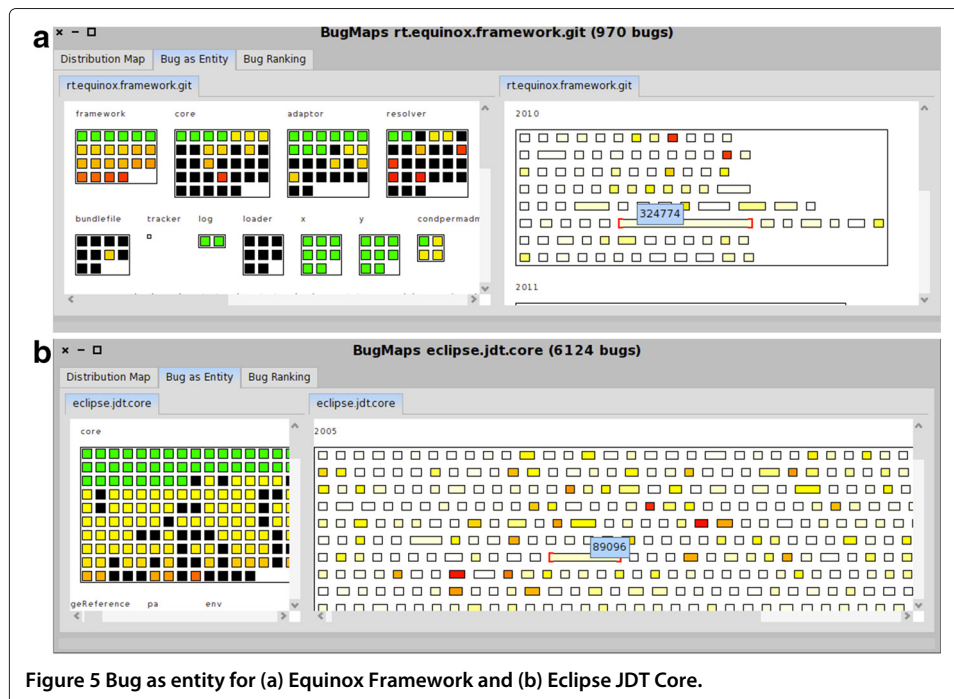 a
BugMaps rt.equinox.framework.git (970 bugs)
Distribution Map Bug as Entity Bug Ranking
rt.equinox.framework.git rt.equinox.framework.git
framework core adaptor resolver
2010
bundlefile tracker log loader x y condpermadm
324774
2011
b
BugMaps eclipse.jdt.core (6124 bugs)
Distribution Map Bug as Entity Bug Ranking
eclipse.jdt.core eclipse.jdt.core
core
2005
89096
geReference pa env
Figure 5 Bug as entity for (a) Equinox Framework and (b) Eclipse JDT Core.